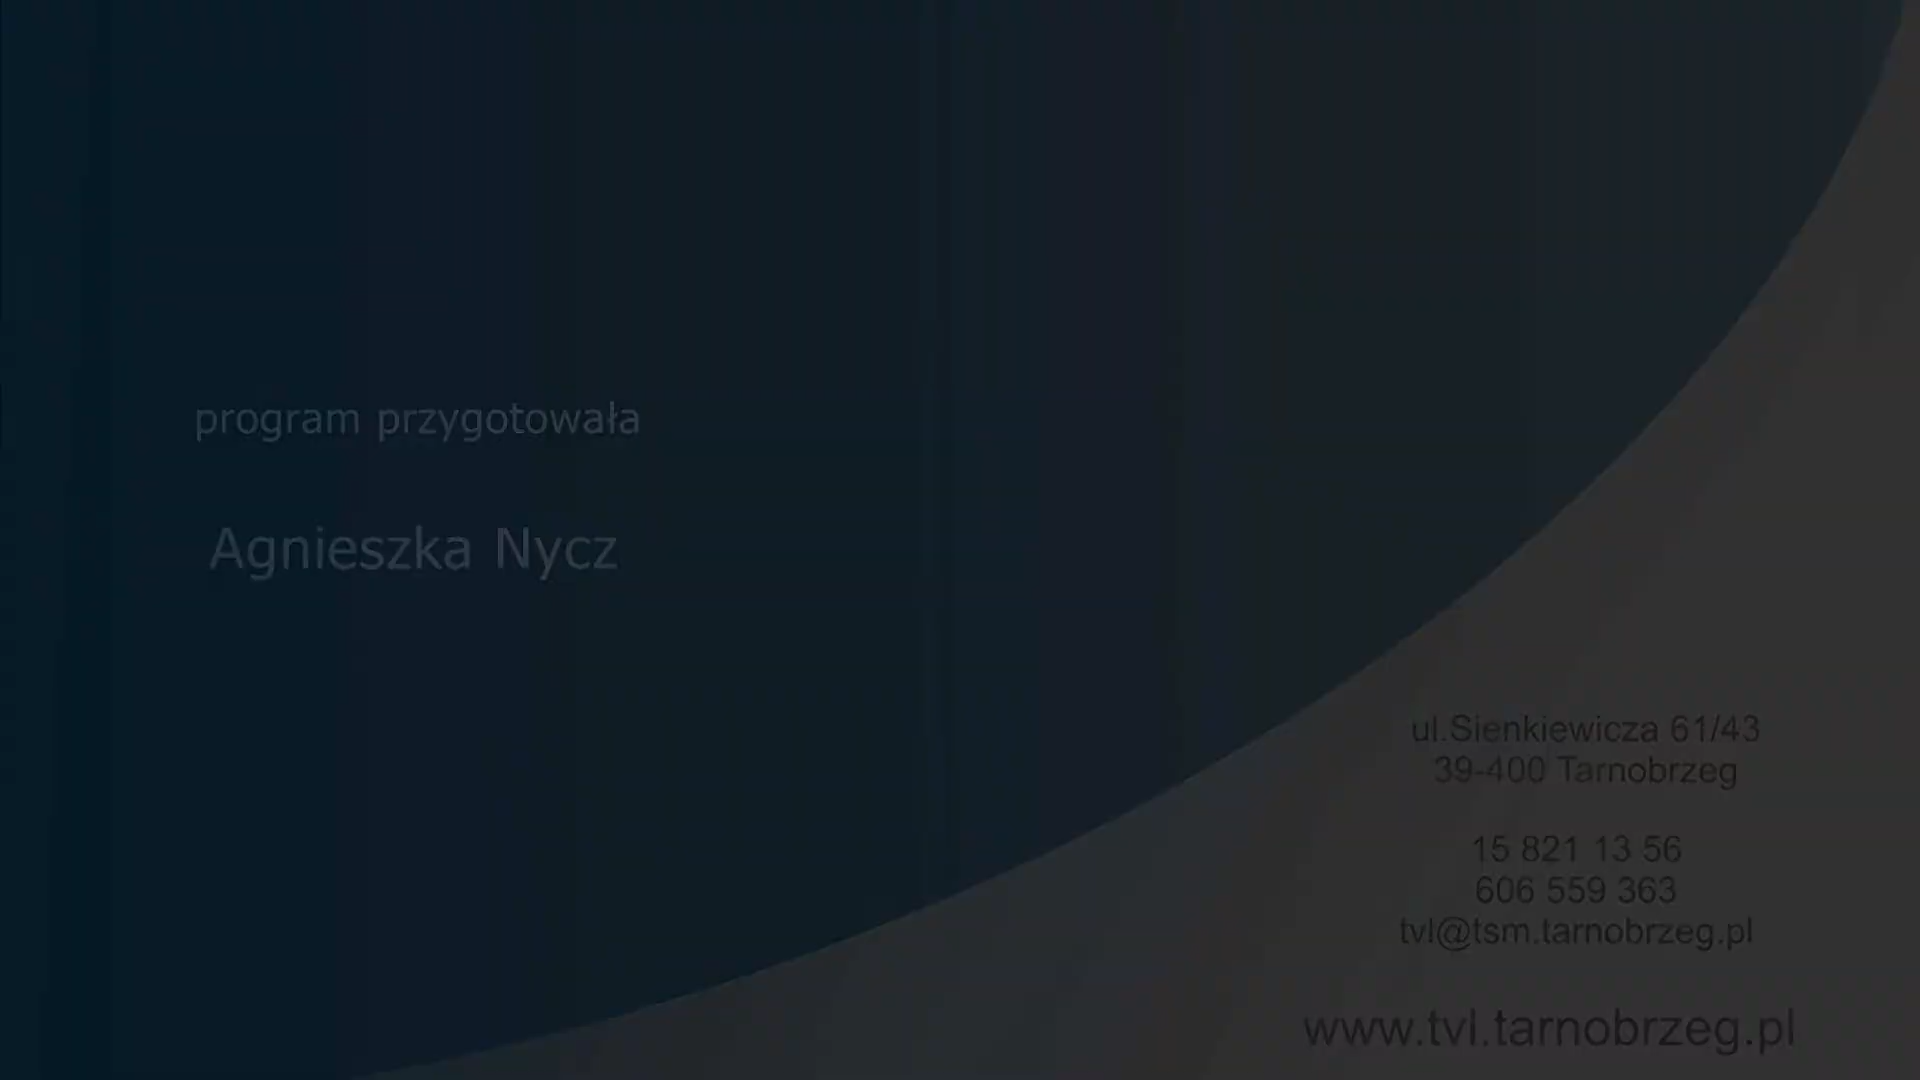 program przygotowała
Agnieszka Nycz
ul.Sienkiewicza 61/43
39-400 Tarnobrzeg
15 821 13 56
606 559 363
tvl@tsm.tarnobrzeg.pl
www.tvl.tarnobrzeg.pl